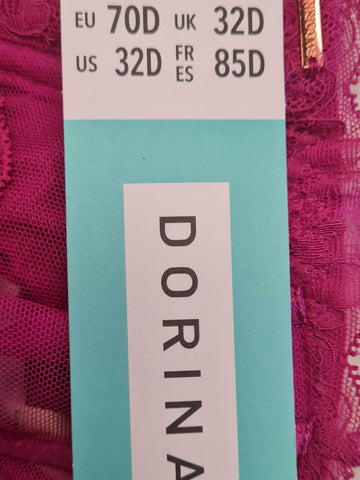 EU 70D UK 32D
US 32D FR ES 85D
DORINA